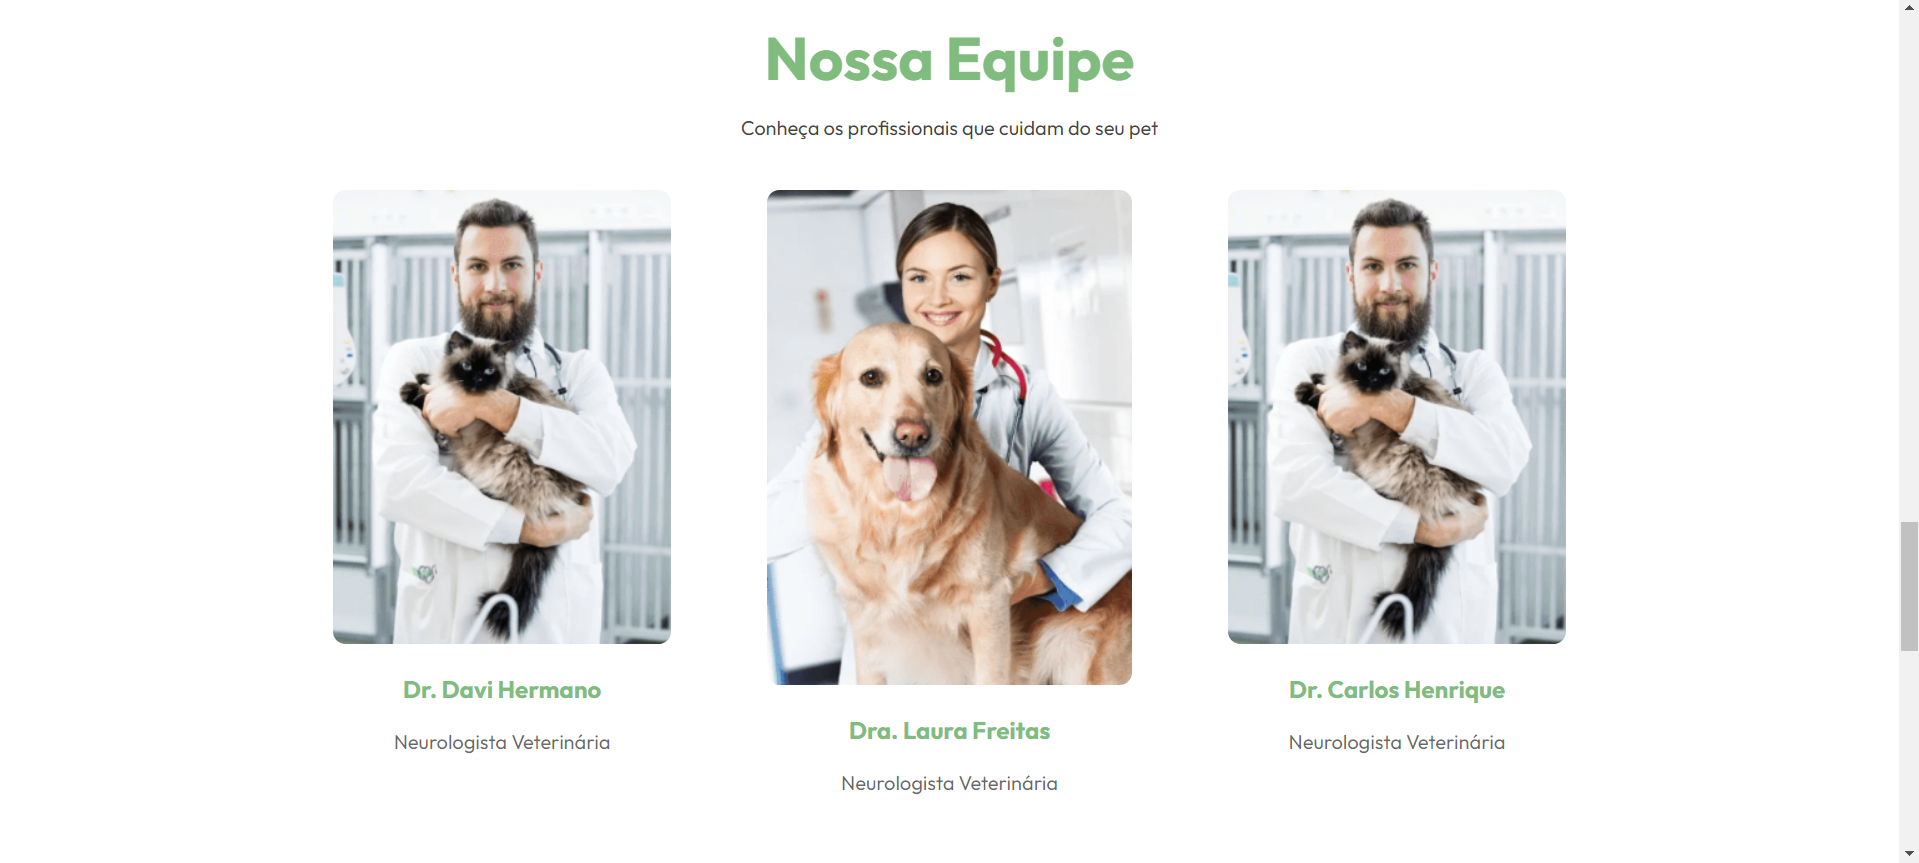 Nossa Equipe
Conheça os profissionais que cuidam do seu pet
Dr. Davi Hermano
Neurologista Veterinária
Dra. Laura Freitas
Neurologista Veterinária
Dr. Carlos Henrique
Neurologista Veterinária